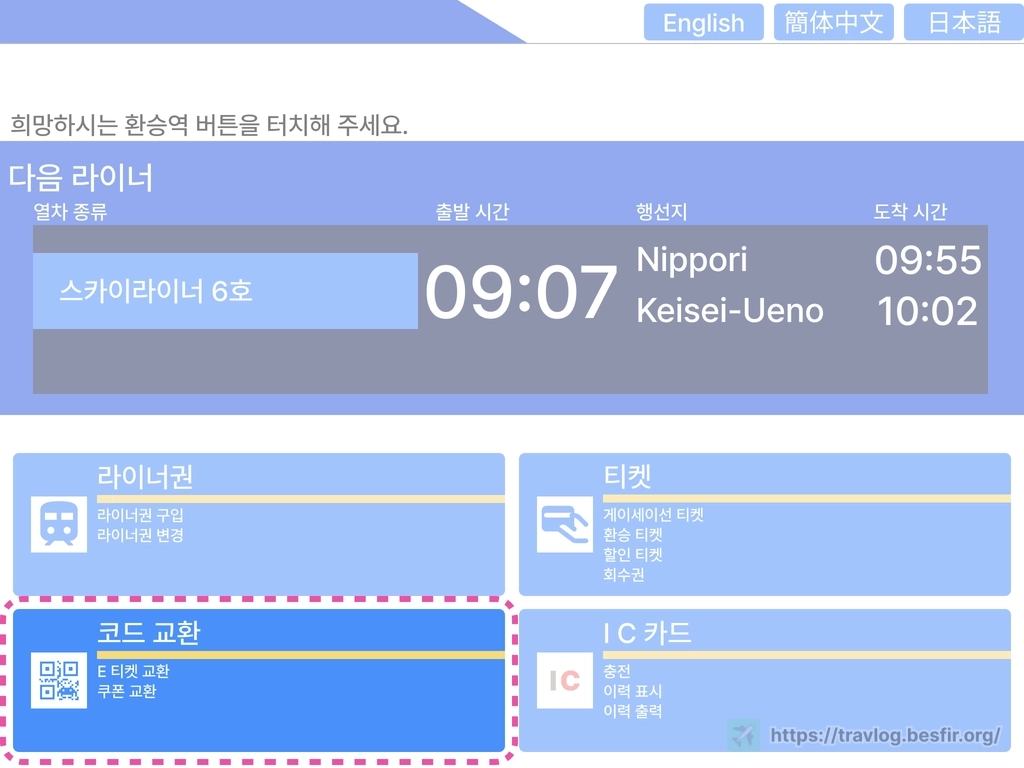 English 簡体中文 日本語
희망하시는 환승역 버튼을 터치해 주세요.
다음 라이너
열차 종류 출발 시간 행선지 도착 시간
스카이라이너 6호 09:07
Nippori 09:55
Keisei-Ueno 10:02
라이너권
라이너권 구입
라이너권 변경
티켓
게이세이선 티켓
환승 티켓
할인 티켓
회수권
코드 교환
E 티켓 교환
쿠폰 교환
I C 카드
IC
충전
이력 표시
이력 출력
https://travlog.besfir.org/